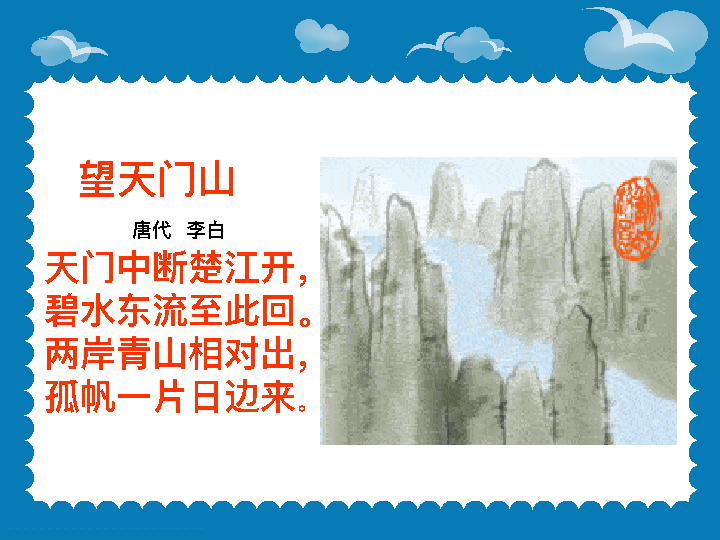 望天门山
唐代 李白
天门中断楚江开，
碧水东流至此回。
两岸青山相对出，
孤帆一片日边来。